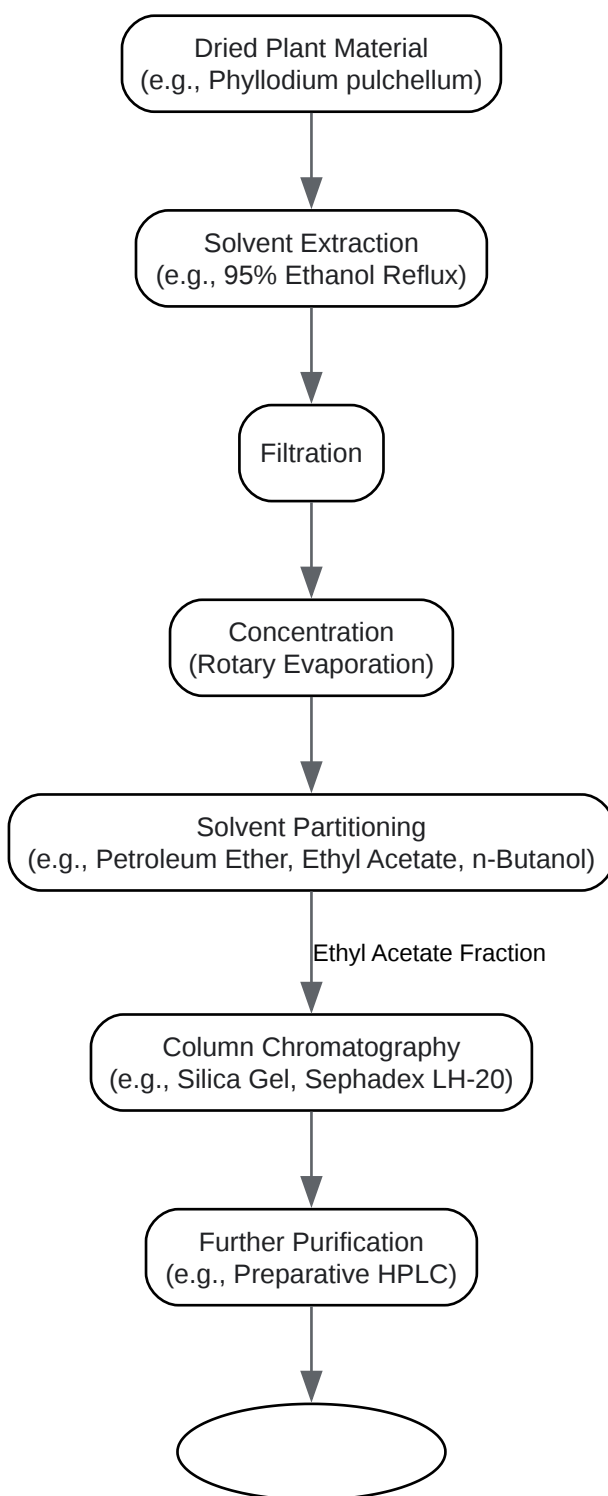 Dried Plant Material
(e.g., Phyllodium pulchellum)
Solvent Extraction
(e.g., 95% Ethanol Reflux)
Filtration
Concentration
(Rotary Evaporation)
Solvent Partitioning
(e.g., Petroleum Ether, Ethyl Acetate, n-Butanol)
Ethyl Acetate Fraction
Column Chromatography
(e.g., Silica Gel, Sephadex LH-20)
Further Purification
(e.g., Preparative HPLC)